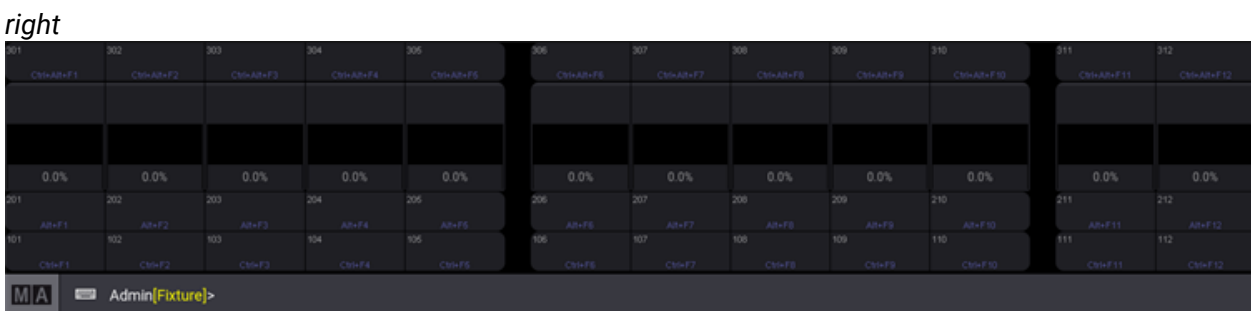 right
301 302 303 304 305 306 307 308 309 310 311 312
Ctrl+Alt+F1 Ctrl+Alt+F2 Ctrl+Alt+F3 Ctrl+Alt+F4 Ctrl+Alt+F5 Ctrl+Alt+F6 Ctrl+Alt+F7 Ctrl+Alt+F8 Ctrl+Alt+F9 Ctrl+Alt+F10 Ctrl+Alt+F11 Ctrl+Alt+F12
0.0% 0.0% 0.0% 0.0% 0.0% 0.0% 0.0% 0.0% 0.0% 0.0% 0.0% 0.0%
201 202 203 204 205 206 207 208 209 210 211 212
Alt+F1 Alt+F2 Alt+F3 Alt+F4 Alt+F5 Alt+F6 Alt+F7 Alt+F8 Alt+F9 Alt+F10 Alt+F11 Alt+F12
101 102 103 104 105 106 107 108 109 110 111 112
Ctrl+F1 Ctrl+F2 Ctrl+F3 Ctrl+F4 Ctrl+F5 Ctrl+F6 Ctrl+F7 Ctrl+F8 Ctrl+F9 Ctrl+F10 Ctrl+F11 Ctrl+F12
MA Admin[Fixture]>